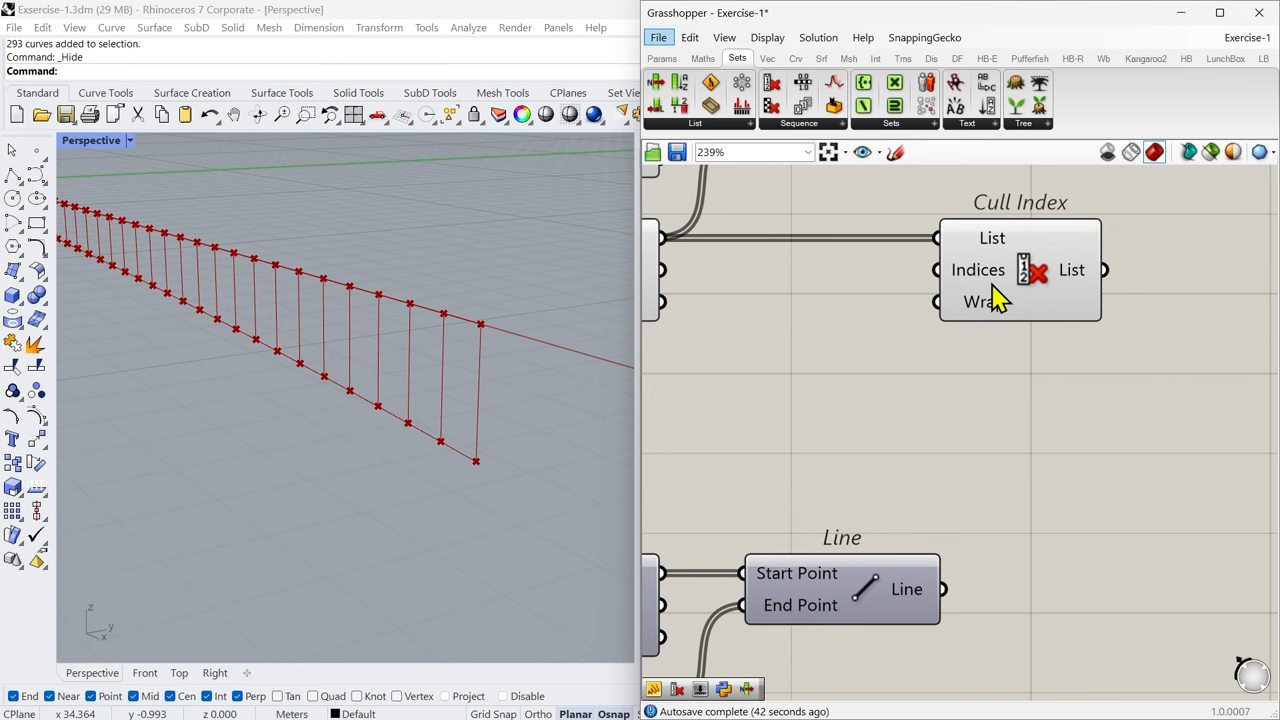 Exsercise-1.3dm (29 MB) - Rhinoceros 7 Corporate - [Perspective]
File Edit View Curve Surface SubD Solid Mesh Dimension Transform Tools Analyze Render Panels Help
293 curves added to selection.
Command: _Hide
Command:
Standard Curve Tools Surface Creation Surface Tools Solid Tools SubD Tools Mesh Tools CPlanes Set Vie
Perspective
z
y
x
Perspective Front Top Right
End Near Point Mid Cen Int Perp Tan Quad Knot Vertex Project Disable
CPlane x 34.364 y -0.993 z 0.000 Meters Default Grid Snap Ortho Planar Osnap
Grasshopper - Exercise-1*
File Edit View Display Solution Help SnappingGecko Exercise-1
Params Maths Sets Vec Crv Srf Msh Int Trns Dis DF HB-E Pufferfish HB-R Wb Kangaroo2 HB LunchBox LB
List Sequence Sets Text Tree
239%
Cull Index
List
Indices List
Wra
Line
Start Point
Line
End Point
Autosave complete (42 seconds ago) 1.0.0007